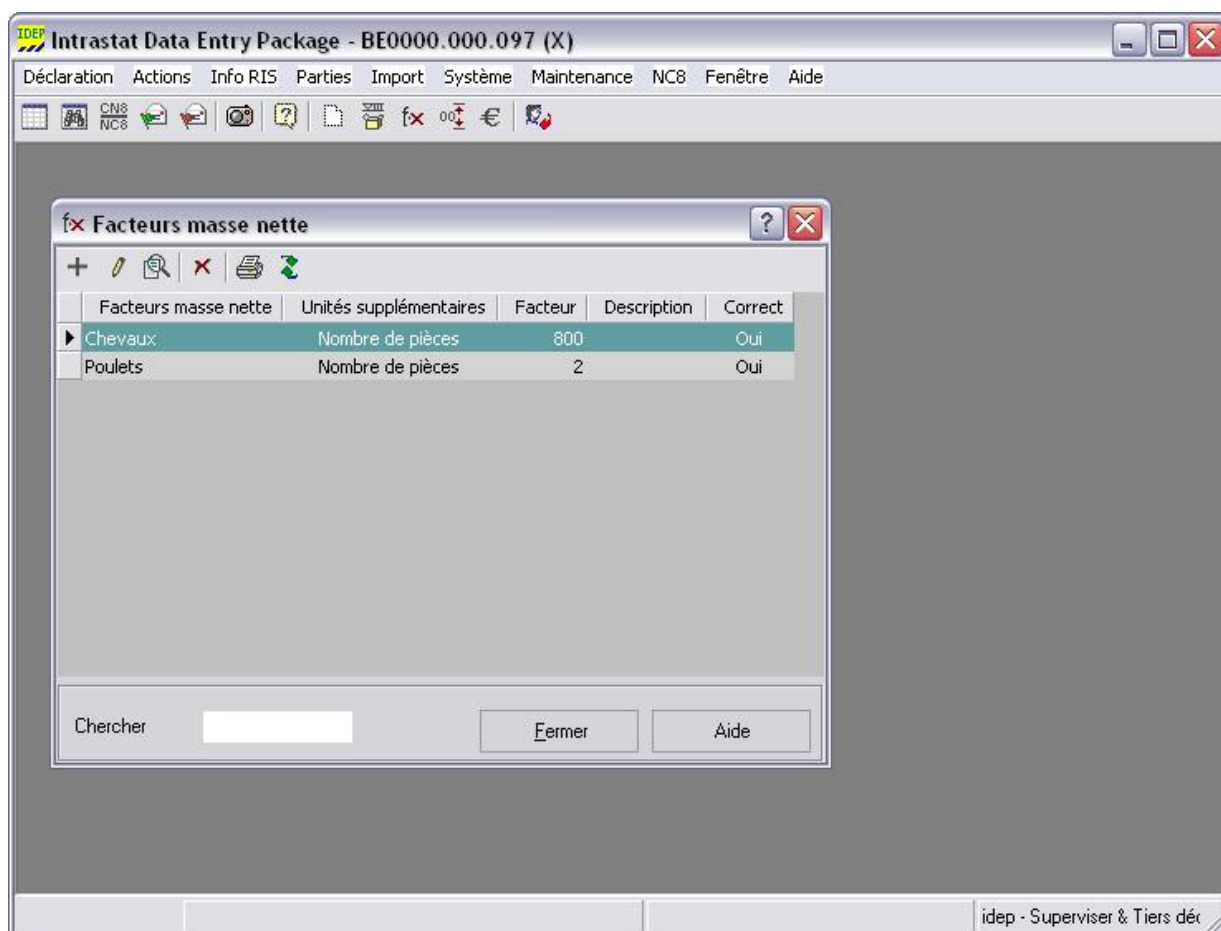 IDEP Intrastat Data Entry Package - BE0000.000.097 (X)
Déclaration Actions Info RIS Parties Import Système Maintenance NC8 Fenêtre Aide
CN8
NC8
XVIII
f×
00
€
f× Facteurs masse nette
Facteurs masse nette Unités supplémentaires Facteur Description Correct
Chevaux Nombre de pièces 800 Oui
Poulets Nombre de pièces 2 Oui
Chercher Fermer Aide
idep - Superviser & Tiers déc